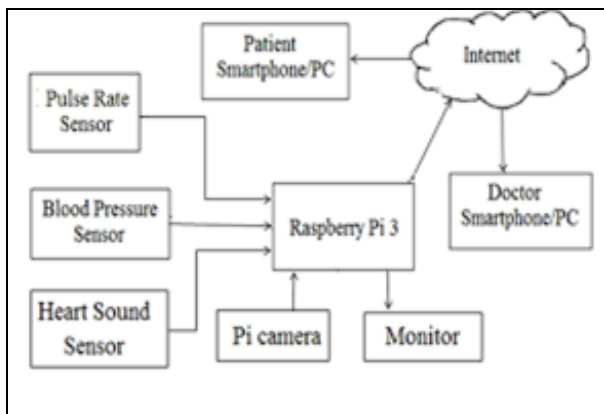 Patient
Smartphone/PC
Internet
Pulse Rate
Sensor
Blood Pressure
Sensor
Raspberry Pi 3
Doctor
Smartphone/PC
Heart Sound
Sensor
Pi camera
Monitor